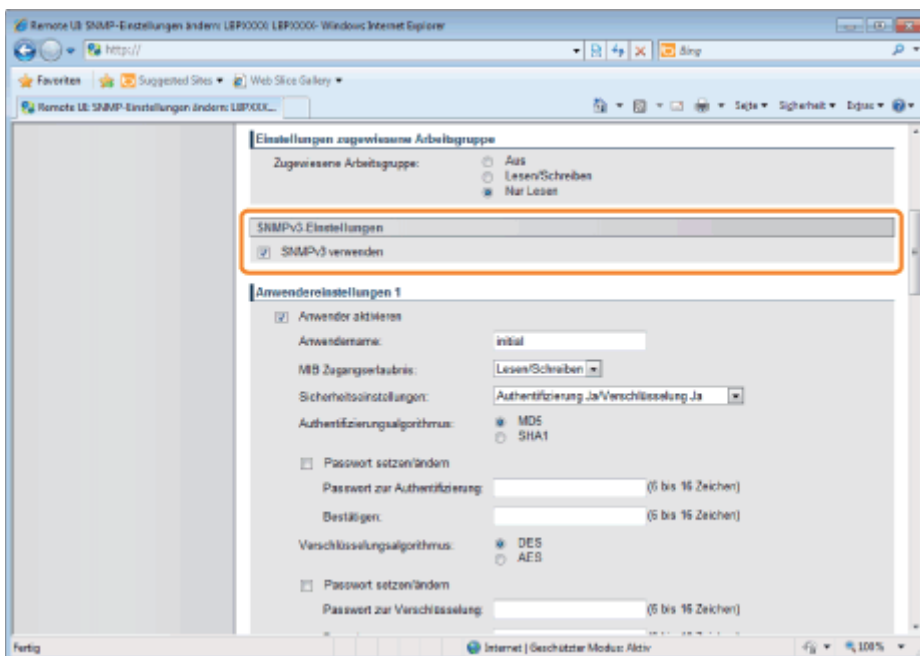 Remote UI: SNMP-Einstellungen ändern: LBPXXXX; LBPXXXX- Windows Internet Explorer
http://
Bing
Favoriten Suggested Sites Web Slice Gallery
Remote UI: SNMP-Einstellungen ändern: LBPXXX...
Seite Sicherheit Extras
Einstellungen zugewiesene Arbeitsgruppe
Zugewiesene Arbeitsgruppe: Aus
Lesen/Schreiben
Nur Lesen
SNMPv3-Einstellungen
SNMPv3 verwenden
Anwendereinstellungen 1
Anwender aktivieren
Anwendername: initial
MIB Zugangserlaubnis: Lesen/Schreiben
Sicherheitseinstellungen: Authentifizierung Ja/Verschlüsselung Ja
Authentifizierungsalgorithmus: MD5
SHA1
Passwort setzen/ändern
Passwort zur Authentifizierung: (6 bis 16 Zeichen)
Bestätigen: (6 bis 16 Zeichen)
Verschlüsselungsalgorithmus: DES
AES
Passwort setzen/ändern
Passwort zur Verschlüsselung: (6 bis 16 Zeichen)
Fertig Internet | Geschützter Modus: Aktiv 100%